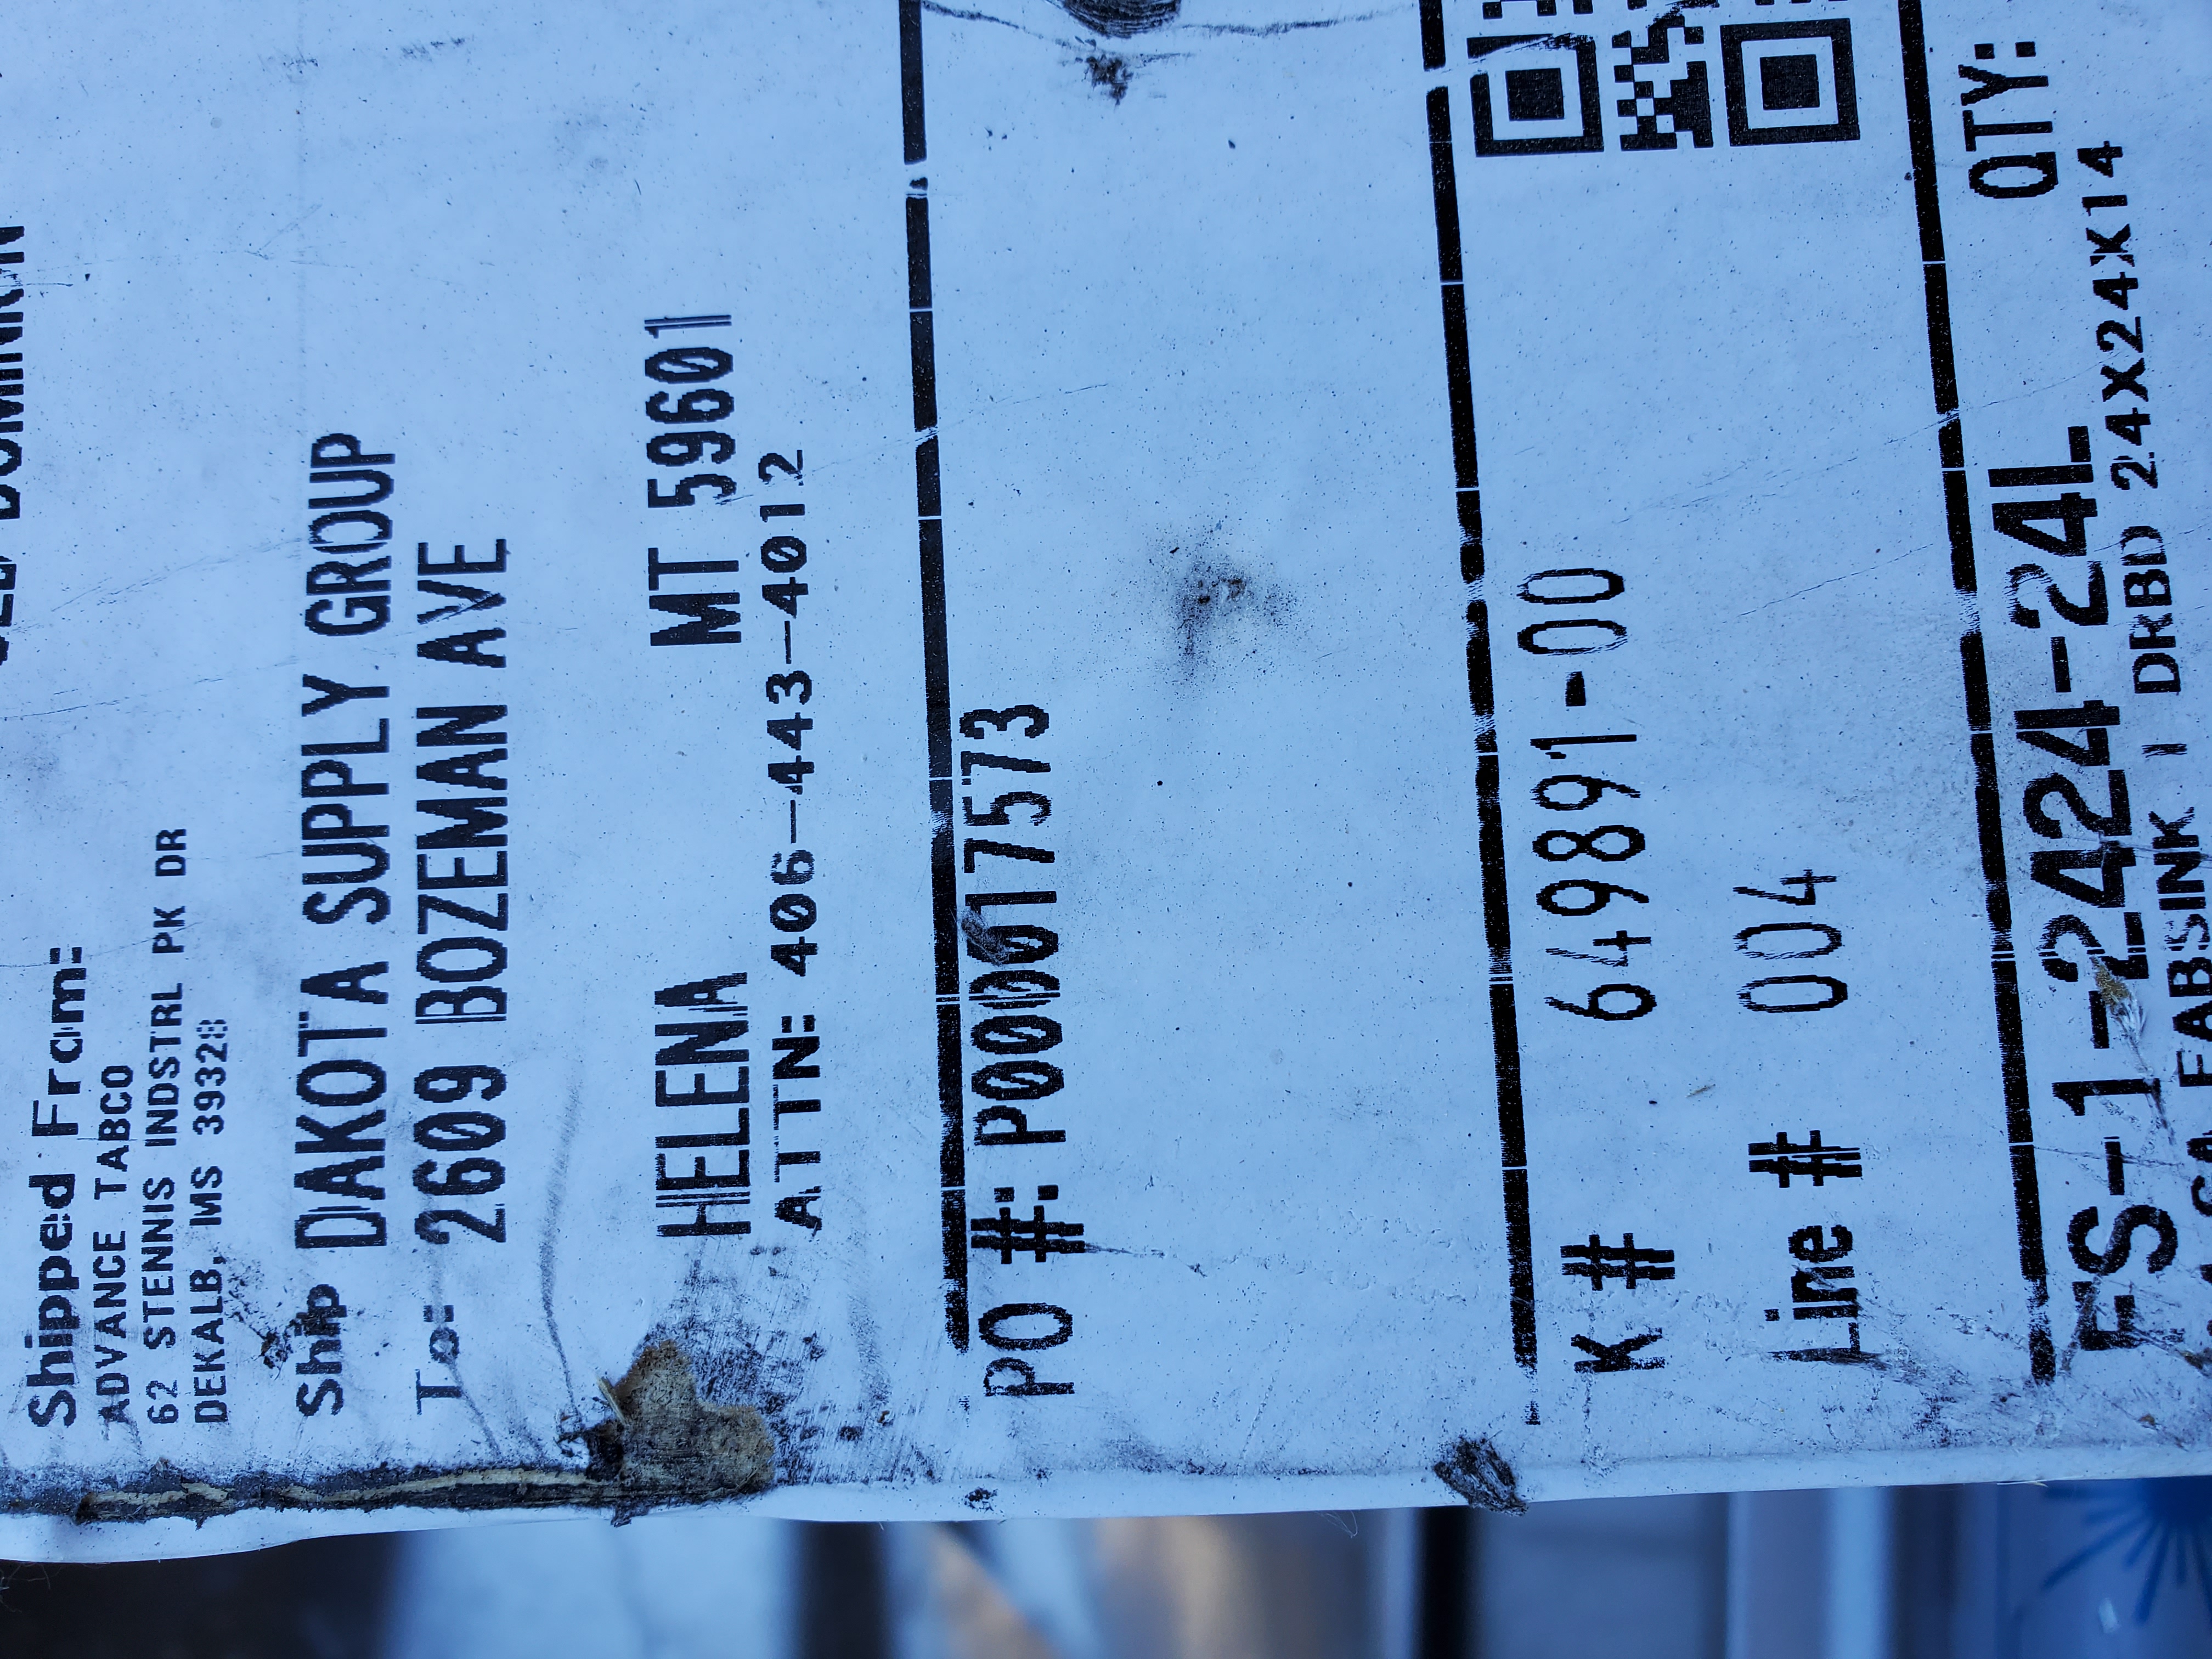 OLD DOMINION
Shipped From:
ADVANCE TABCO
62 STENNIS INDSTRL PK DR
DEKALB, MS 39328
Ship DAKOTA SUPPLY GROUP
To: 2609 BOZEMAN AVE
HELENA MT 59601
ATTN: 406-443-4012
PO #: P000017573
K # 649891-00
Line # 004
FS-1-2424-24L QTY:
FABSINK 1 DRBD 24X24X14